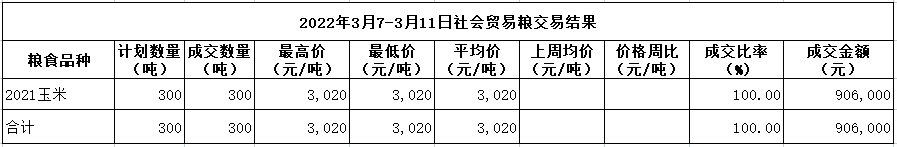 2022年3月7-3月11日社会贸易粮交易结果
粮食品种 计划数量（吨） 成交数量（吨） 最高价（元/吨） 最低价（元/吨） 平均价（元/吨） 上周均价（元/吨） 价格周比（元/吨） 成交比率（%） 成交金额（元）
2021玉米 300 300 3,020 3,020 3,020 100.00 906,000
合计 300 300 3,020 3,020 3,020 100.00 906,000